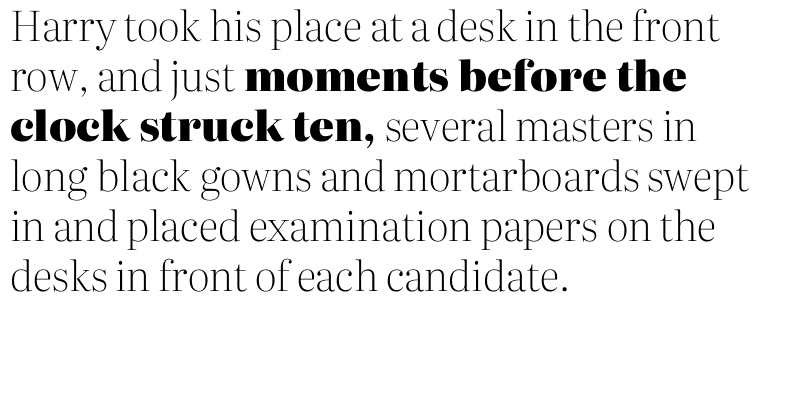 Harry took his place at a desk in the front
row, and just moments before the
clock struck ten, several masters in
long black gowns and mortarboards swept
in and placed examination papers on the
desks in front of each candidate.